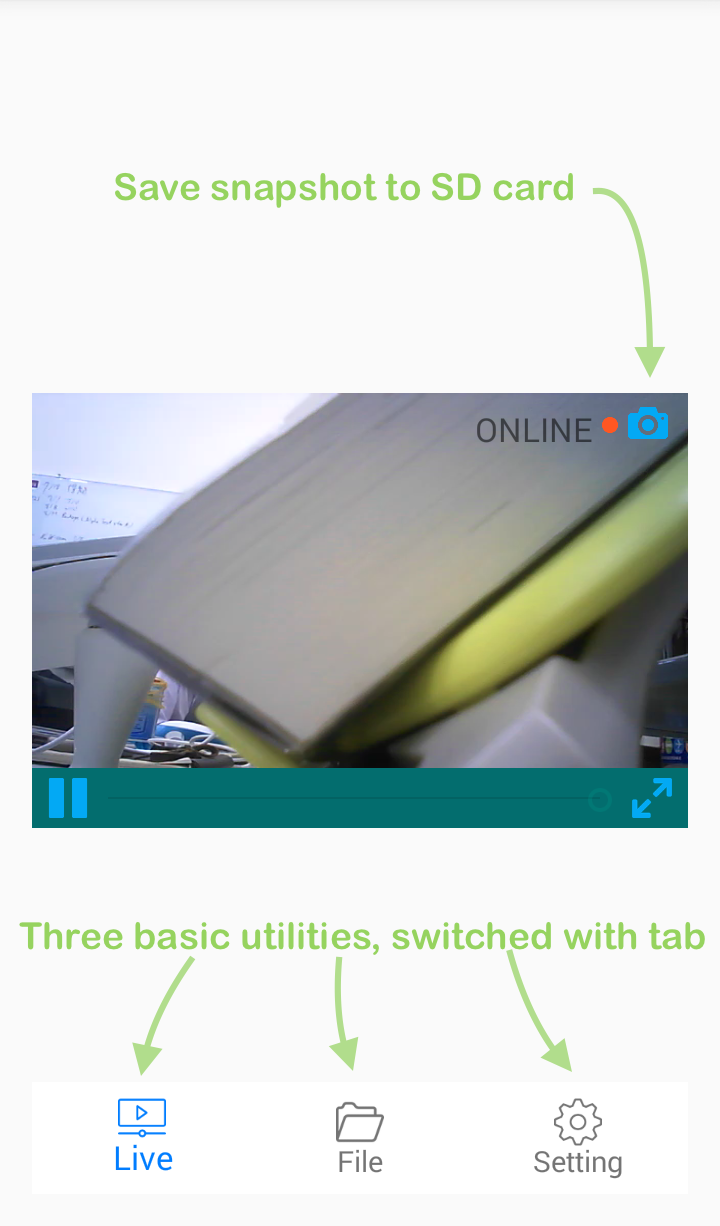 Save snapshot to SD card
ONLINE
Three basic utilities, switched with tab
Live
File
Setting